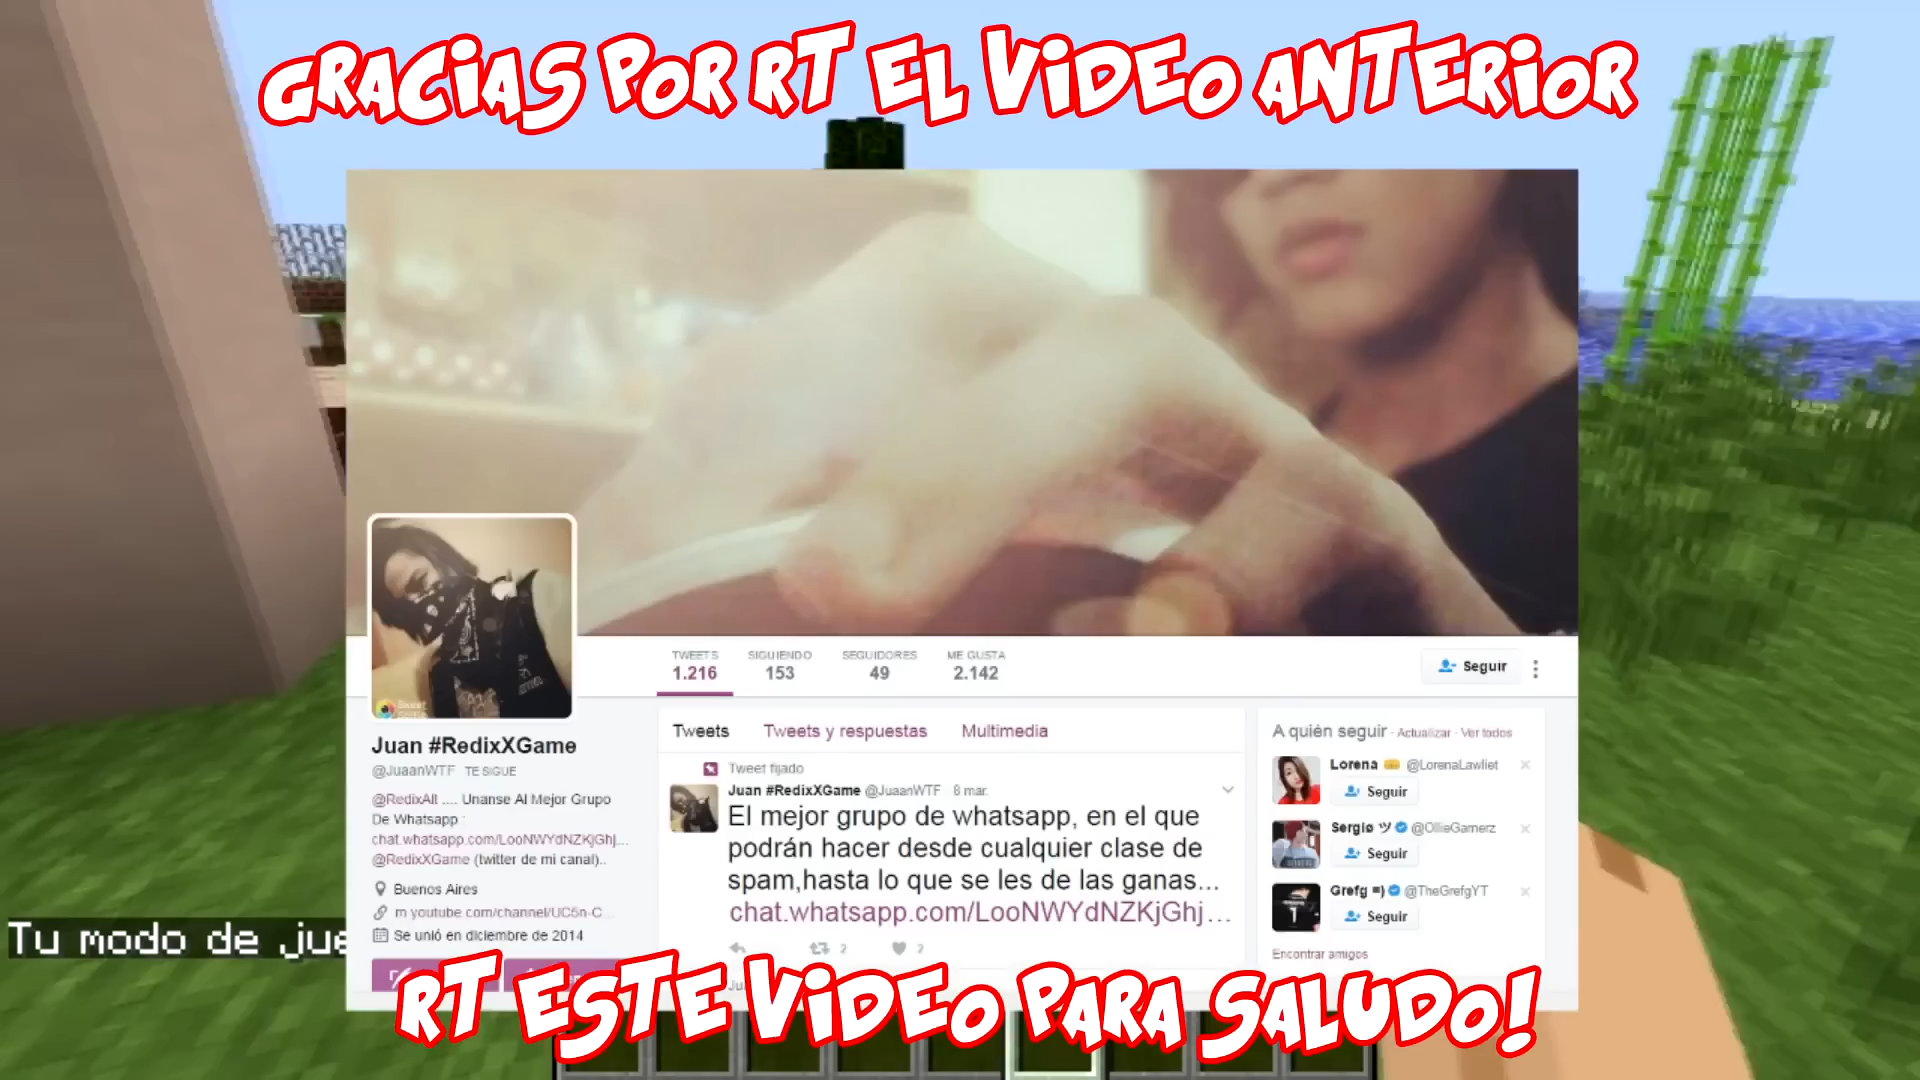 GRACIAS POR RT EL VIDEO ANTERIOR
TWEETS SIGUIENDO SEGUIDORES ME GUSTA
1.216 153 49 2.142
Seguir
Juan #RedixXGame
@JuaanWTF TE SIGUE
@RedixAlt .... Unanse Al Mejor Grupo
De Whatsapp :
chat.whatsapp.com/LooNWYdNZKjGhj...
@RedixXGame (twitter de mi canal)..
Buenos Aires
m youtube.com/channel/UC5n-C...
Se unió en diciembre de 2014
Tweets Tweets y respuestas Multimedia
Tweet fijado
Juan #RedixXGame @JuaanWTF 8 mar.
El mejor grupo de whatsapp, en el que
podrán hacer desde cualquier clase de
spam,hasta lo que se les de las ganas...
chat.whatsapp.com/LooNWYdNZKjGhj...
2 2
A quién seguir · Actualizar · Ver todos
Lorena @LorenaLawliet
Seguir
Sergiø ツ @OllieGamerz
Seguir
Grefg =) @TheGrefgYT
Seguir
Encontrar amigos
Tu modo de jue
RT ESTE VIDEO PARA SALUDO!